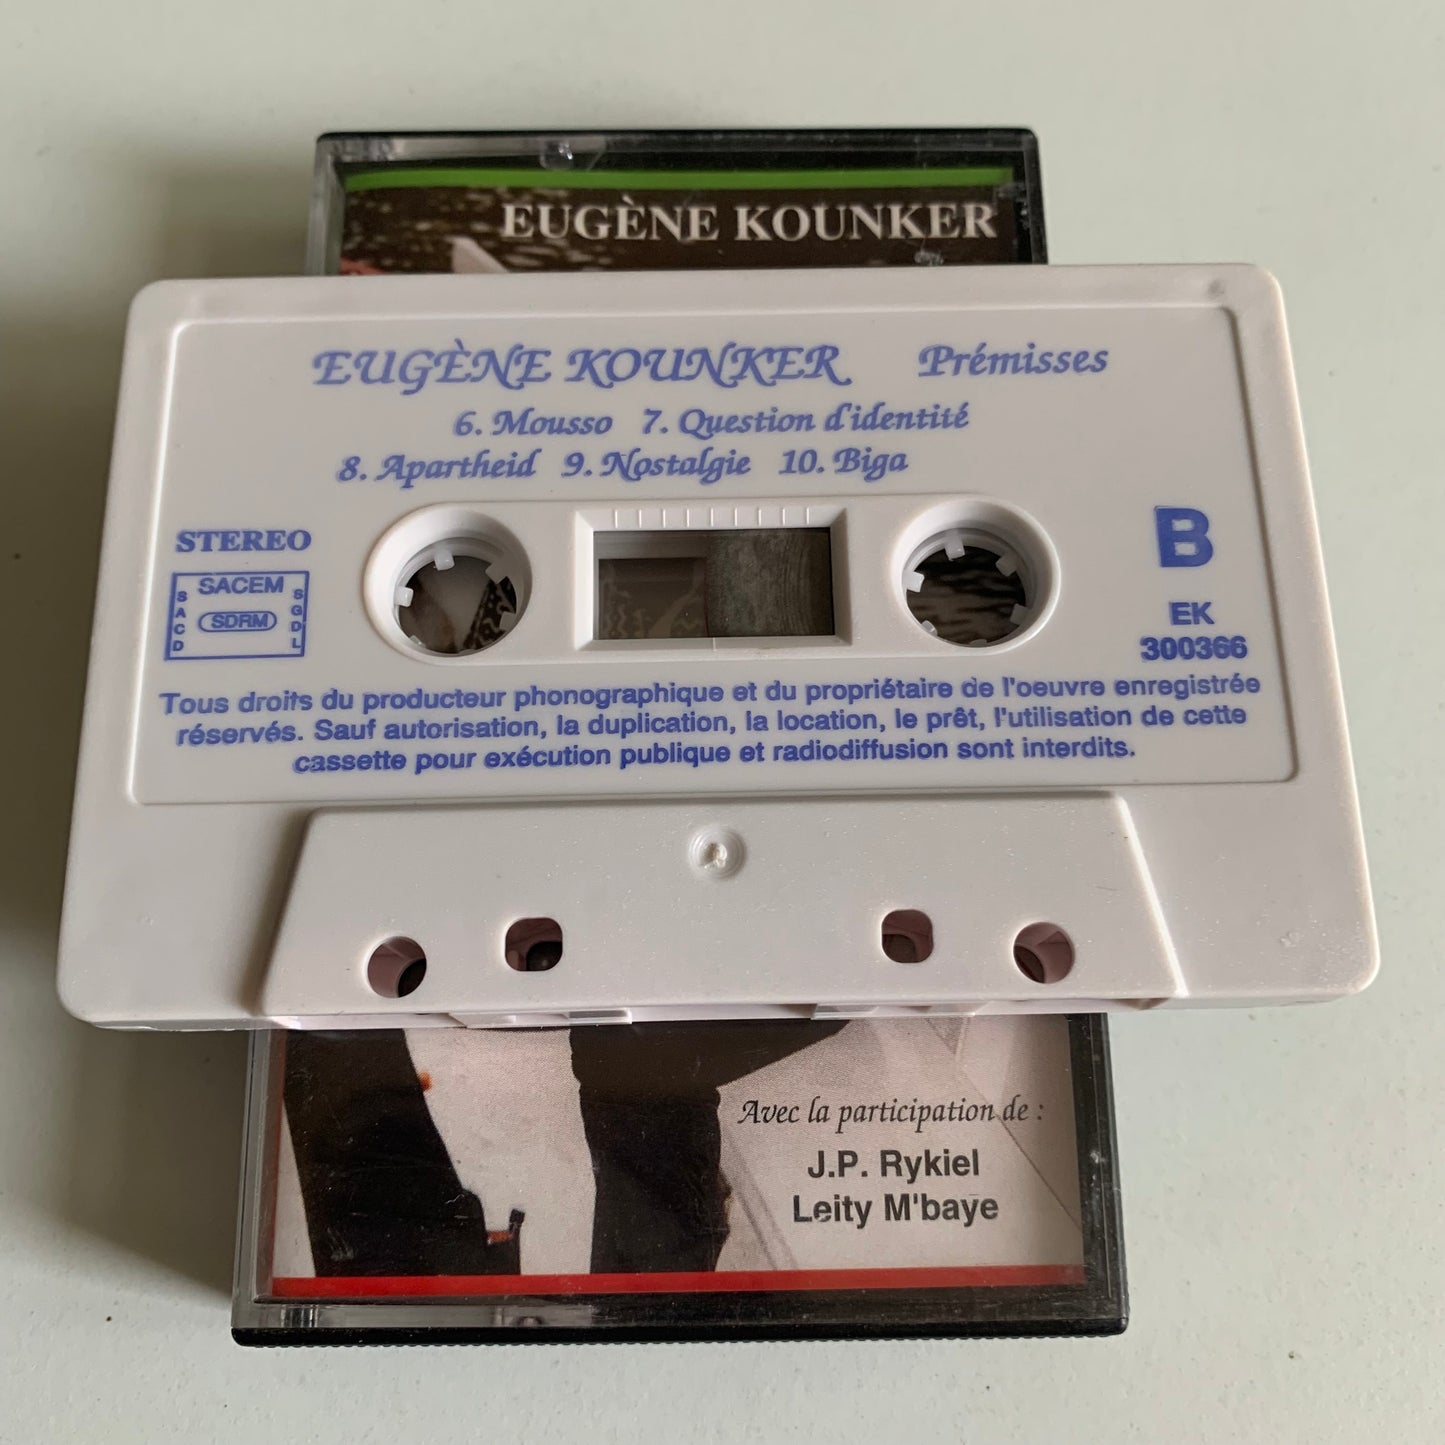 EUGÈNE KOUNKER
EUGÈNE KOUNKER Prémisses
6. Mousso 7. Question d'identité
8. Apartheid 9. Nostalgie 10. Biga
STEREO
B
SACEM
SACD
SDRM
SGDL
EK
300366
Tous droits du producteur phonographique et du propriétaire de l'oeuvre enregistrée
réservés. Sauf autorisation, la duplication, la location, le prêt, l'utilisation de cette
cassette pour exécution publique et radiodiffusion sont interdits.
Avec la participation de :
J.P. Rykiel
Leity M'baye